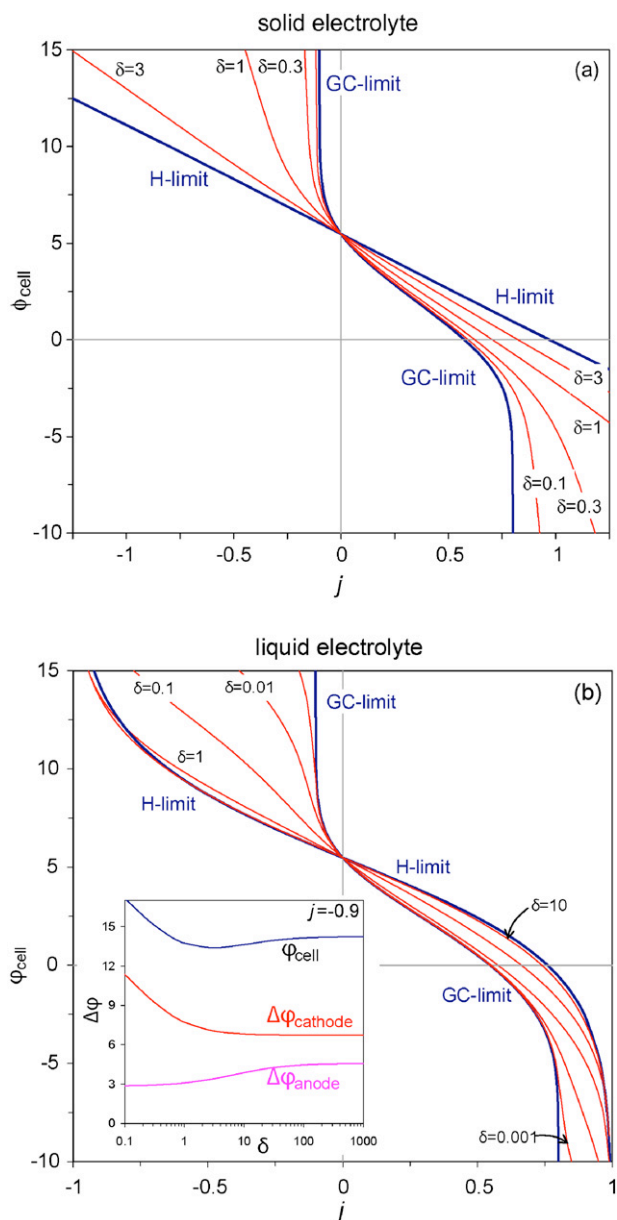 solid electrolyte
(a)
15
δ=3
δ=1
δ=0.3
GC-limit
10
H-limit
5
H-limit
ϕcell
0
GC-limit
δ=3
δ=1
-5
δ=0.1
δ=0.3
-10
-1
-0.5
0
0.5
1
j
liquid electrolyte
(b)
15
δ=0.1
δ=0.01
GC-limit
10
δ=1
H-limit
5
H-limit
δ=10
φcell
0
GC-limit
-5
δ=0.001
-10
-1
-0.5
0
0.5
1
j
j=-0.9
15
φcell
12
Δφ
9
Δφcathode
6
Δφanode
3
0
0.1
1
10
100
1000
δ